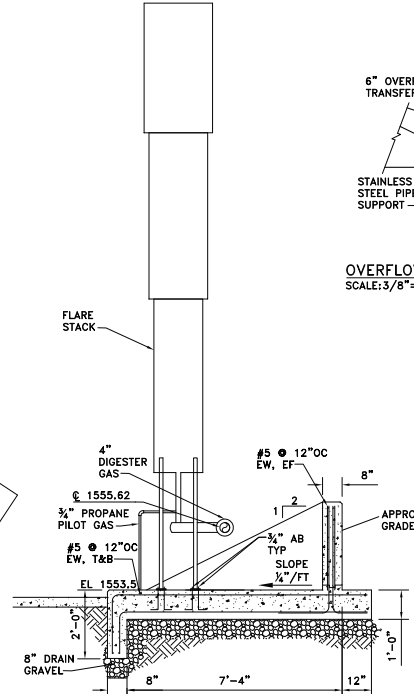 6" OVERF
TRANSFER
STAINLESS
STEEL PIPE
SUPPORT
OVERFLOW
SCALE:3/8"=
FLARE
STACK
4"
DIGESTER
GAS
℄ 1555.62
3/4" PROPANE
PILOT GAS
#5 @ 12"OC
EW, T&B
EL 1553.5
#5 @ 12"OC
EW, EF
8"
2
1
APPRO
GRADE
3/4" AB
TYP
SLOPE
1/4"/FT
2'-0"
1'-0"
8" DRAIN
GRAVEL
8"
7'-4"
12"